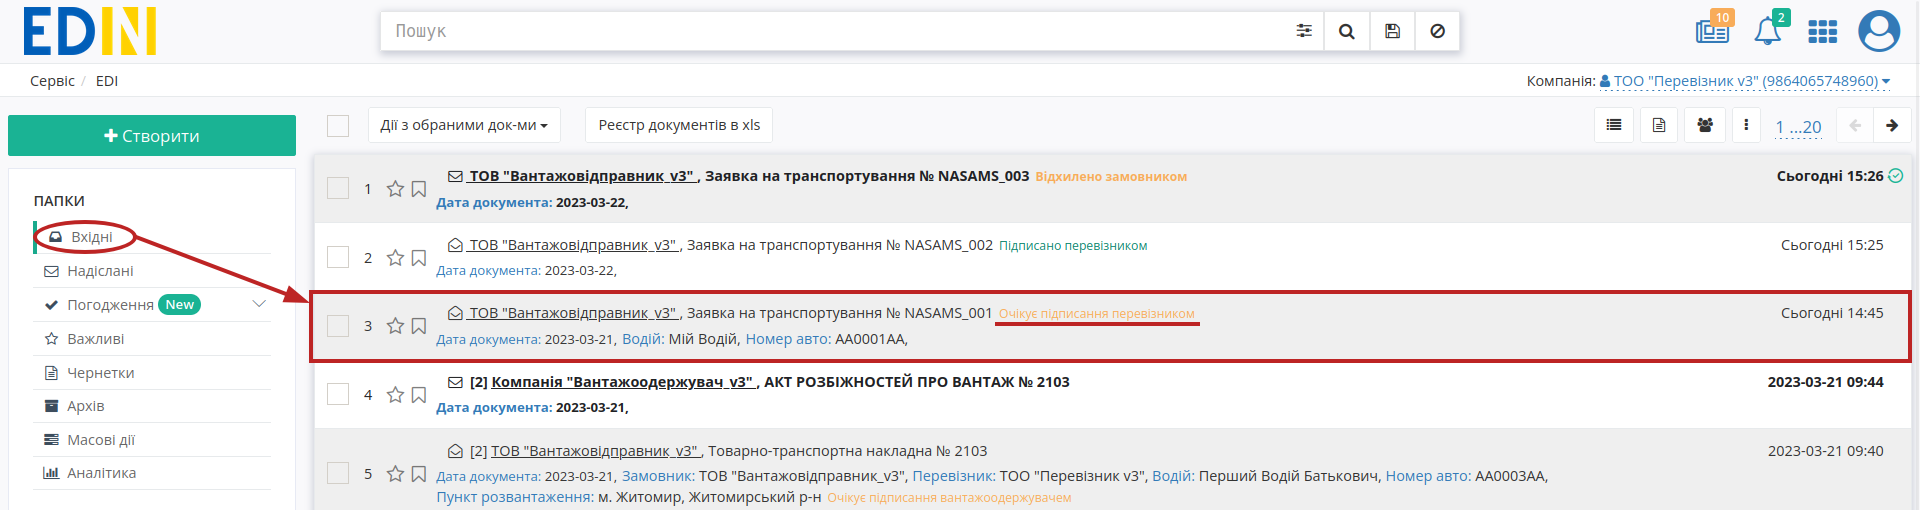 EDIN
Пошук
10
2
Сервіс / EDI
Компанія: ТОО "Перевізник v3" (9864065748960)
Створити
Дії з обраними док-ми
Реєстр документів в xls
1 ...20
ПАПКИ
Вхідні
Надіслані
Погодження New
Важливі
Чернетки
Архів
Масові дії
Аналітика
1 ТОВ "Вантажовідправник_v3" , Заявка на транспортування № NASAMS_003 Відхилено замовником Сьогодні 15:26
Дата документа: 2023-03-22,
2 ТОВ "Вантажовідправник_v3" , Заявка на транспортування № NASAMS_002 Підписано перевізником Сьогодні 15:25
Дата документа: 2023-03-22,
3 ТОВ "Вантажовідправник_v3" , Заявка на транспортування № NASAMS_001 Очікує підписання перевізником Сьогодні 14:45
Дата документа: 2023-03-21, Водій: Мій Водій, Номер авто: АА0001АА,
4 [2] Компанія "Вантажоодержувач_v3" , АКТ РОЗБІЖНОСТЕЙ ПРО ВАНТАЖ № 2103 2023-03-21 09:44
Дата документа: 2023-03-21,
5 [2] ТОВ "Вантажовідправник_v3" , Товарно-транспортна накладна № 2103 2023-03-21 09:40
Дата документа: 2023-03-21, Замовник: ТОВ "Вантажовідправник_v3", Перевізник: ТОО "Перевізник v3", Водій: Перший Водій Батькович, Номер авто: АА0003АА,
Пункт розвантаження: м. Житомир, Житомирський р-н Очікує підписання вантажоодержувачем